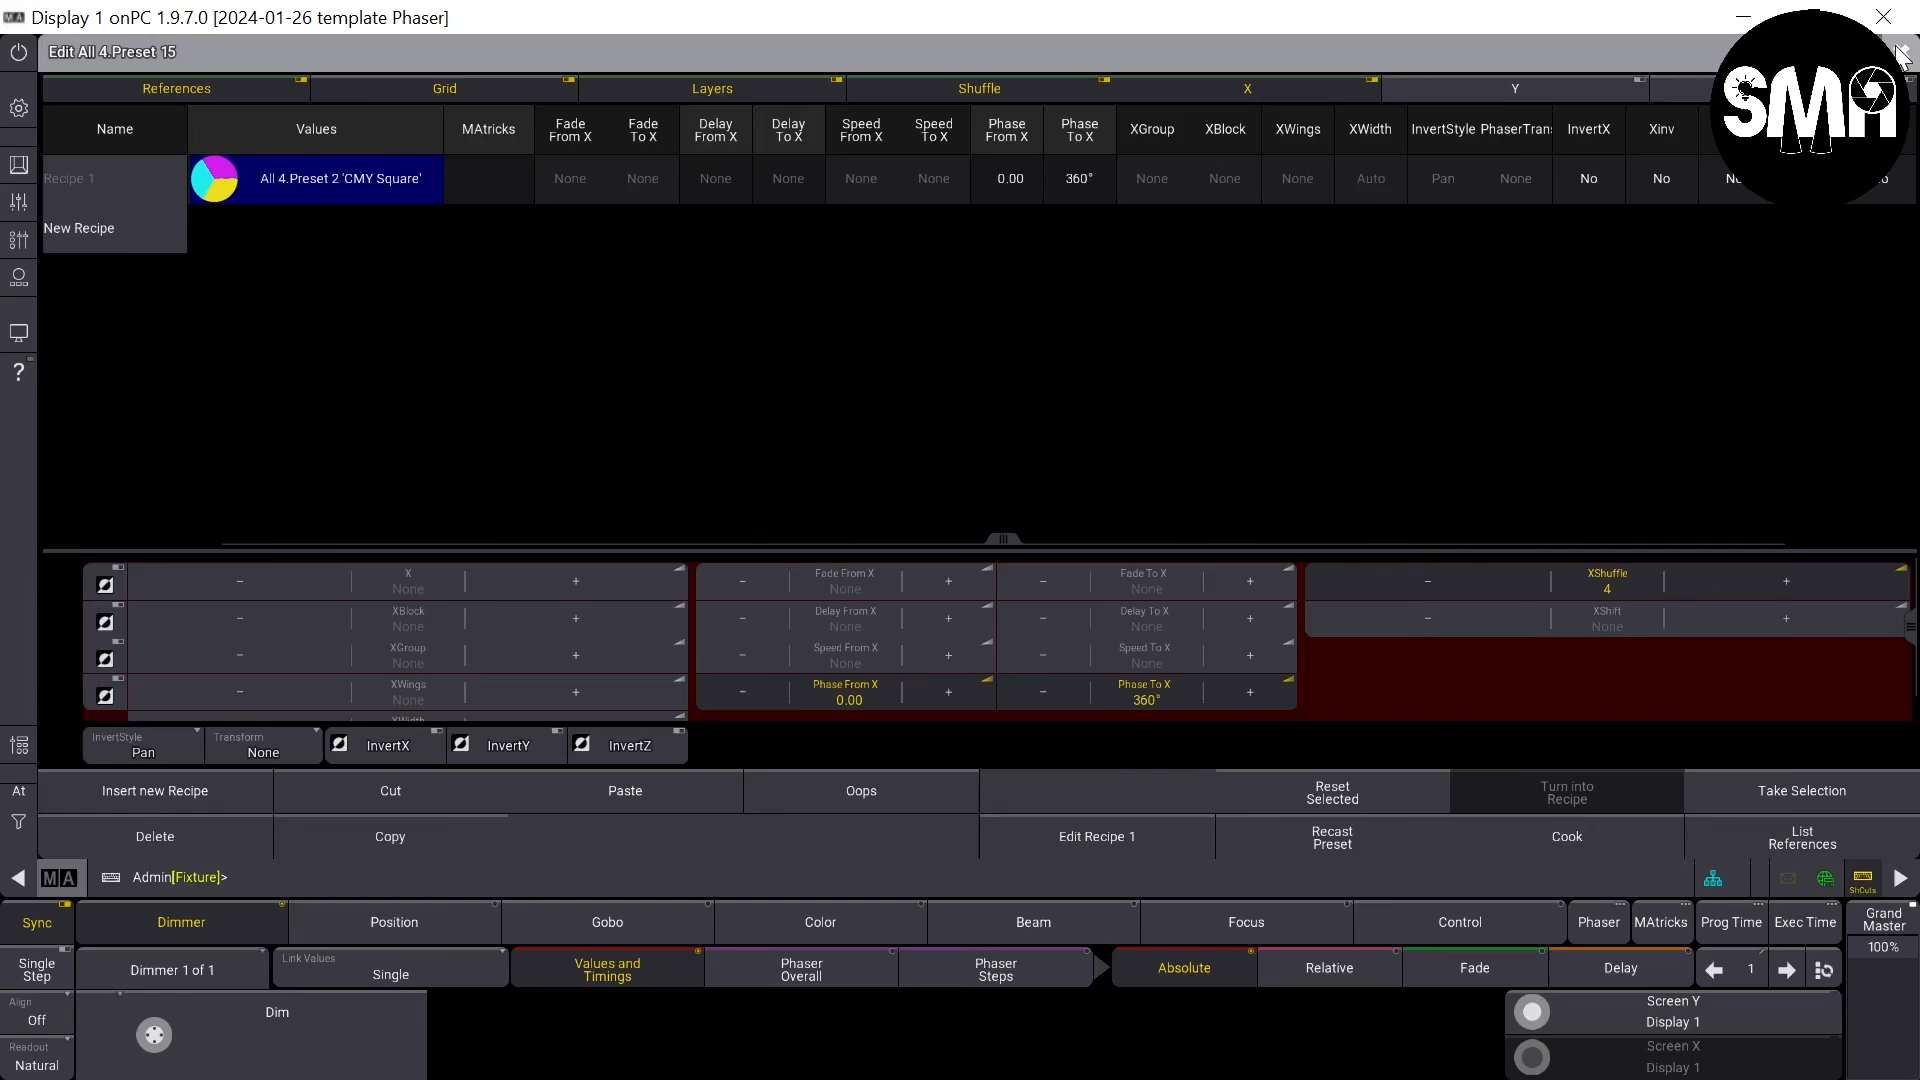 Display 1 onPC 1.9.7.0 [2024-01-26 template Phaser]
Edit All 4.Preset 15
SMA
References Grid Layers Shuffle X Y
Name Values MAtricks Fade From X Fade To X Delay From X Delay To X Speed From X Speed To X Phase From X Phase To X XGroup XBlock XWings XWidth InvertStyle PhaserTran: InvertX Xinv
Recipe 1 All 4.Preset 2 'CMY Square' None None None None None None 0.00 360° None None None Auto Pan None No No
New Recipe
?
X None Fade From X None Fade To X None XShuffle 4
XBlock None Delay From X None Delay To X None XShift None
XGroup None Speed From X None Speed To X None
XWings None Phase From X 0.00 Phase To X 360°
XWidth
InvertStyle Pan Transform None InvertX InvertY InvertZ
At Insert new Recipe Cut Paste Oops Reset Selected Turn into Recipe Take Selection
Delete Copy Edit Recipe 1 Recast Preset Cook List References
MA Admin[Fixture]> ShCuts
Sync Dimmer Position Gobo Color Beam Focus Control Phaser MAtricks Prog Time Exec Time Grand Master
100%
Single Step Dimmer 1 of 1 Link Values Single Values and Timings Phaser Overall Phaser Steps Absolute Relative Fade Delay 1
Align Off Dim Screen Y Display 1
Readout Natural Screen X Display 1